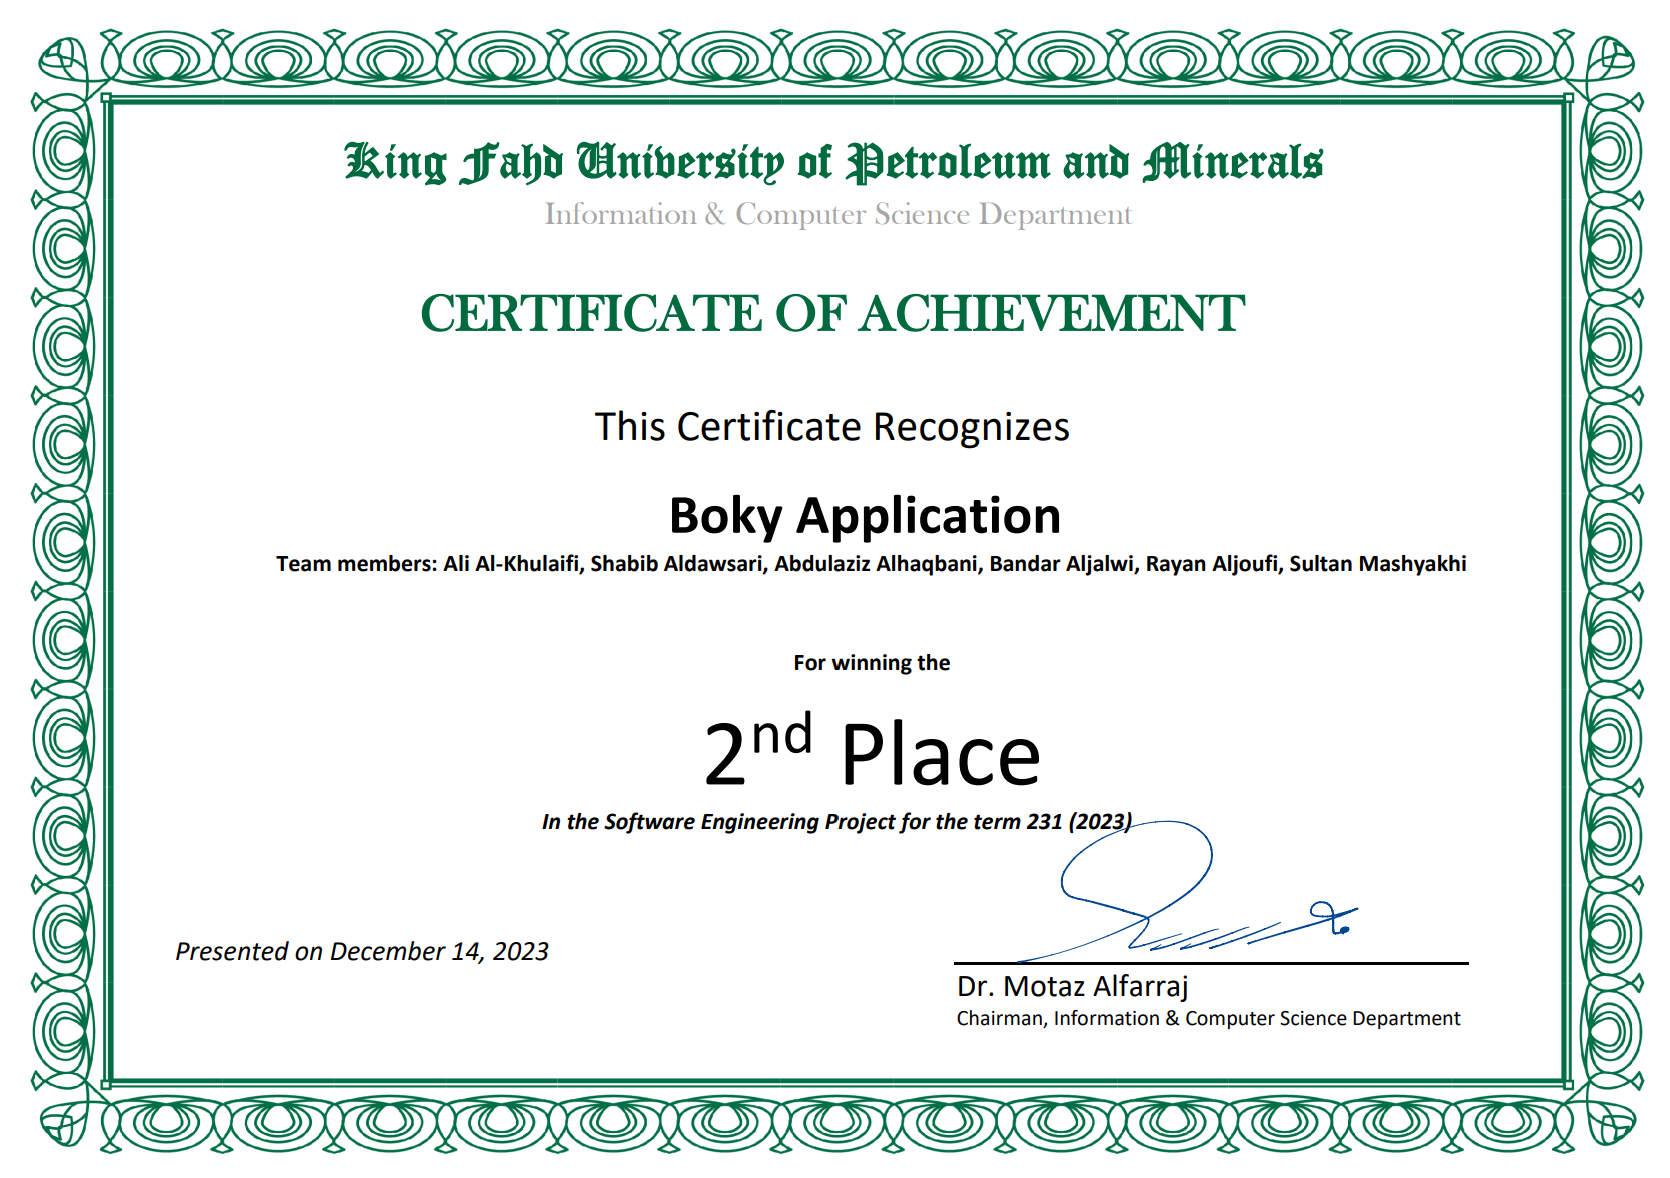 King Fahd University of Petroleum and Minerals
Information & Computer Science Department
CERTIFICATE OF ACHIEVEMENT
This Certificate Recognizes
Boky Application
Team members: Ali Al-Khulaifi, Shabib Aldawsari, Abdulaziz Alhaqbani, Bandar Aljalwi, Rayan Aljoufi, Sultan Mashyakhi
For winning the
2nd Place
In the Software Engineering Project for the term 231 (2023)
Presented on December 14, 2023
Dr. Motaz Alfarraj
Chairman, Information & Computer Science Department